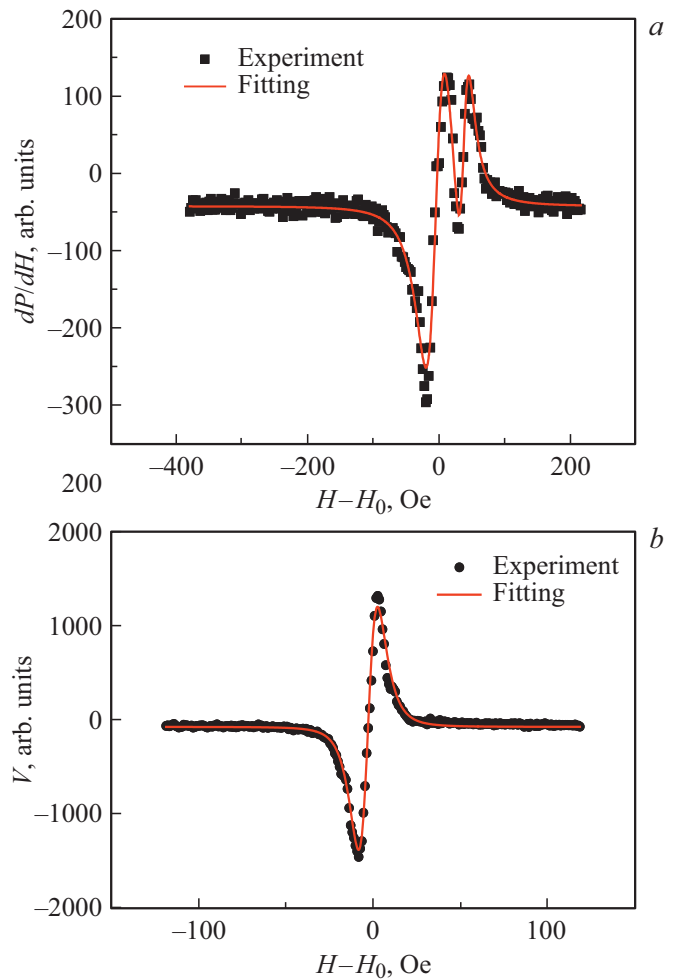 a
200
100
0
–100
–200
–300
dP/dH, arb. units
Experiment
Fitting
–400
–200
0
200
H–H₀, Oe
200
b
2000
1000
0
–1000
–2000
V, arb. units
Experiment
Fitting
–100
0
100
H–H₀, Oe